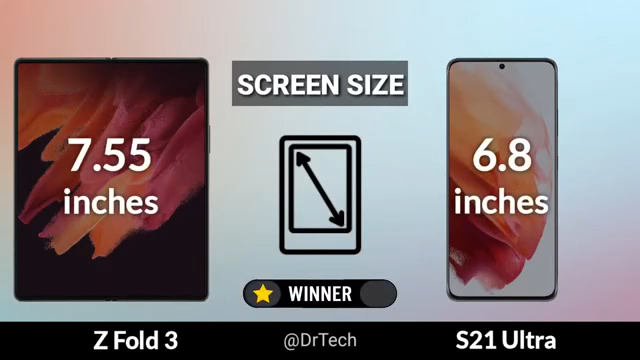 SCREEN SIZE
7.55
inches
6.8
inches
WINNER
Z Fold 3
@DrTech
S21 Ultra